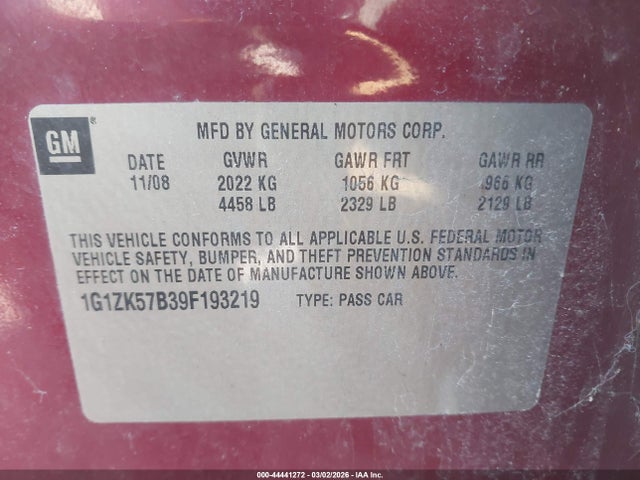 GM
MFD BY GENERAL MOTORS CORP.
DATE GVWR GAWR FRT GAWR RR
11/08 2022 KG 1056 KG 966 KG
4458 LB 2329 LB 2129 LB
THIS VEHICLE CONFORMS TO ALL APPLICABLE U.S. FEDERAL MOTOR
VEHICLE SAFETY, BUMPER, AND THEFT PREVENTION STANDARDS IN
EFFECT ON THE DATE OF MANUFACTURE SHOWN ABOVE.
1G1ZK57B39F193219 TYPE: PASS CAR
000-44441272 - 03/02/2026 - IAA Inc.